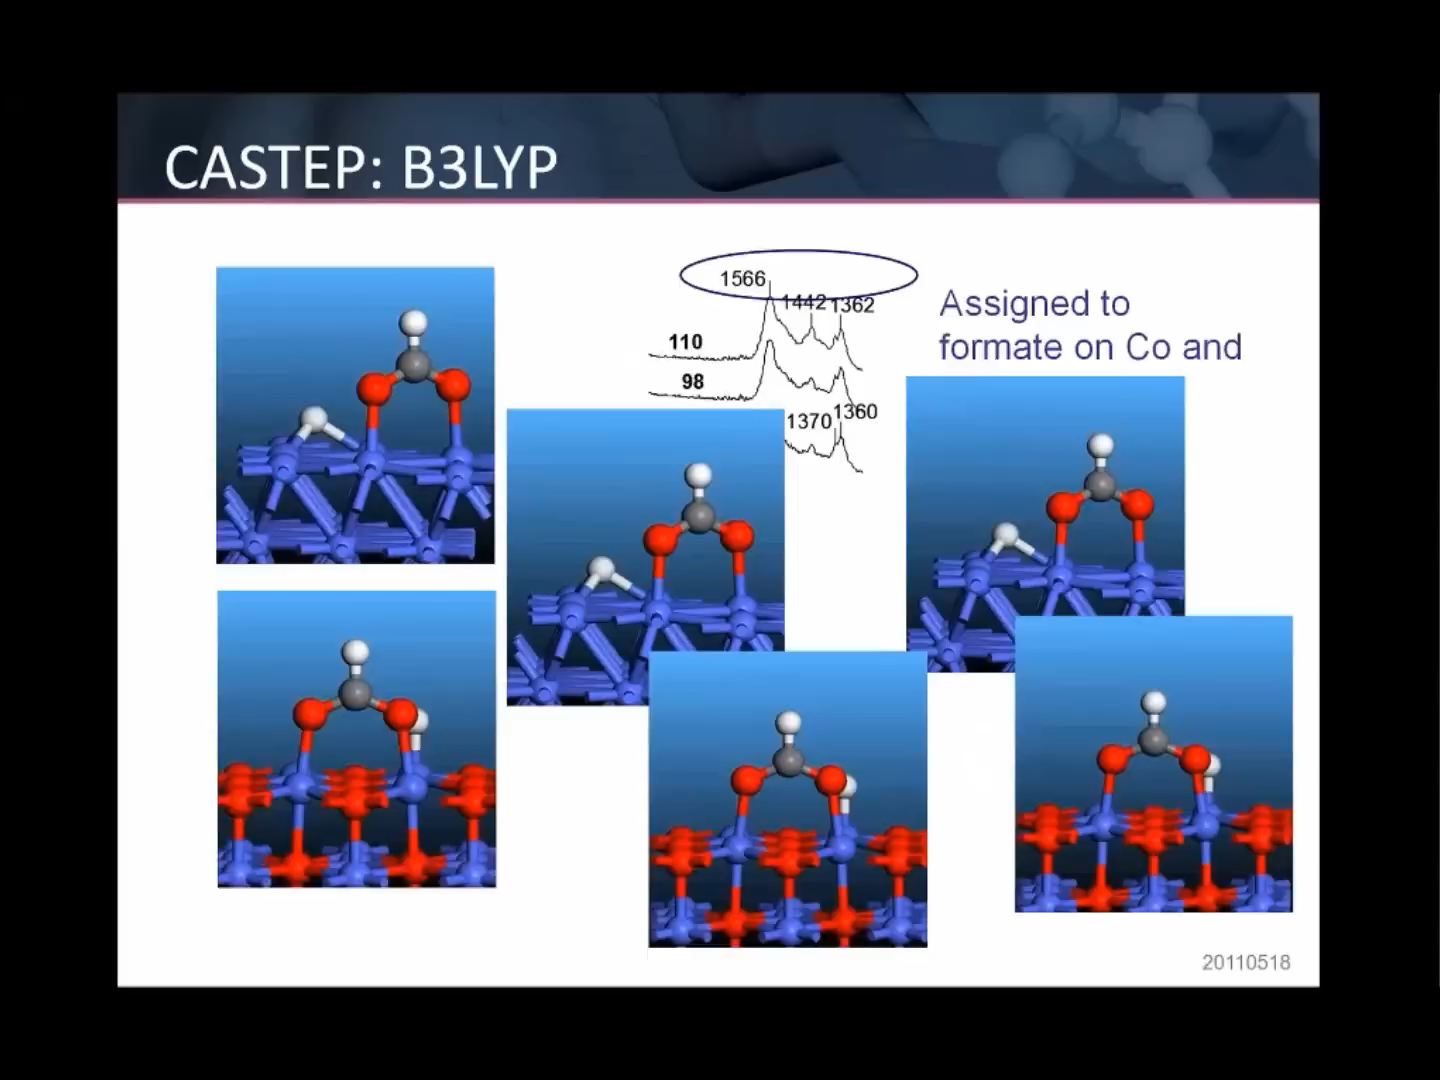 CASTEP: B3LYP
1566
1442 1362
110
98
1370 1360
Assigned to
formate on Co and
20110518